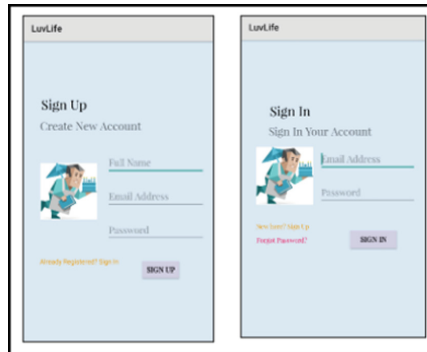 LuvLife
Sign Up
Create New Account
Full Name
Email Address
Password
Already Registered? Sign In
SIGN UP
LuvLife
Sign In
Sign In Your Account
Email Address
Password
New User? Sign Up
Forgot Password?
SIGN IN